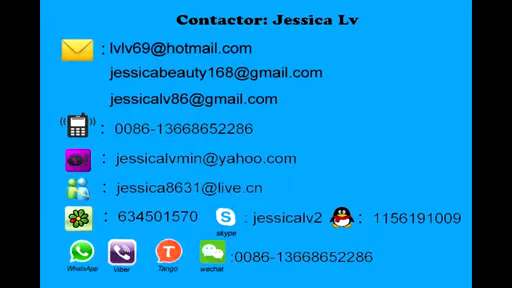 Contactor: Jessica Lv
: lvlv69@hotmail.com
jessicabeauty168@gmail.com
jessicalv86@gmail.com
: 0086-13668652286
: jessicalvmin@yahoo.com
: jessica8631@live.cn
: 634501570 skype : jessicalv2 : 1156191009
WhatsApp Viber Tango wechat :0086-13668652286